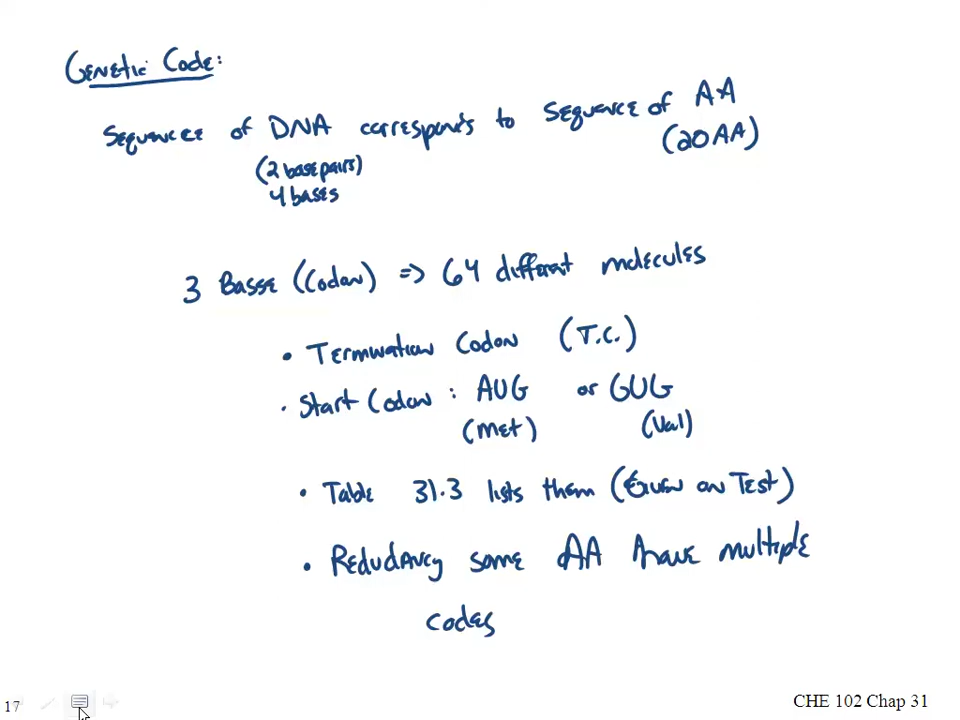 Genetic Code:
Sequence of DNA corresponds to Sequence of AA
(2 base pairs) (20 AA)
4 bases
3 Basse (Codon) => 64 different molecules
• Termination Codon (T.C.)
• Start Codon : AUG or GUG
(Met) (Val)
• Table 31.3 lists them (Given on Test)
• Redudancy some AA have multiple
codes
17
CHE 102 Chap 31